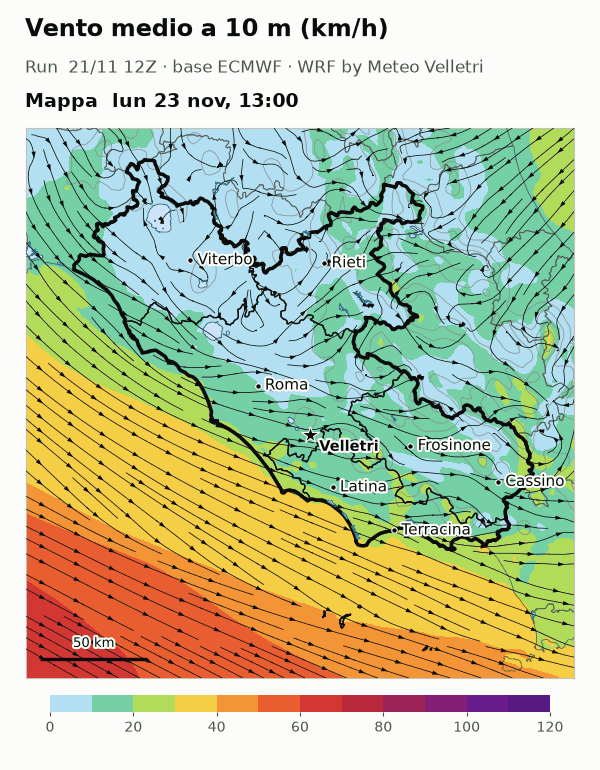 Vento medio a 10 m (km/h)
Run 21/11 12Z · base ECMWF · WRF by Meteo Velletri
Mappa lun 23 nov, 13:00
Viterbo
Rieti
Roma
Velletri
Frosinone
Cassino
Latina
Terracina
50 km
0 20 40 60 80 100 120